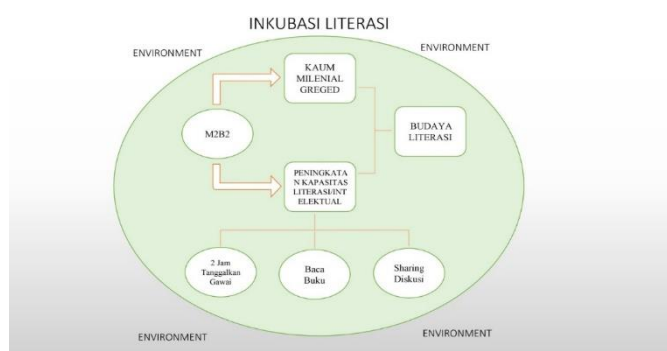 INKUBASI LITERASI
ENVIRONMENT
ENVIRONMENT
KAUM
MILENIAL
GREGED
M2B2
BUDAYA
LITERASI
PENINGKATA
N KAPASITAS
LITERASI/INT
ELEKTUAL
2 Jam
Tanggalkan
Gawai
Baca
Buku
Sharing
Diskusi
ENVIRONMENT
ENVIRONMENT